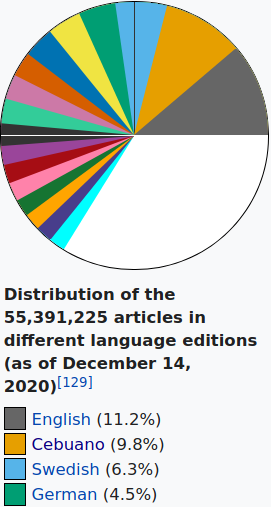 Distribution of the
55,391,225 articles in
different language editions
(as of December 14,
2020)[129]
English (11.2%)
Cebuano (9.8%)
Swedish (6.3%)
German (4.5%)